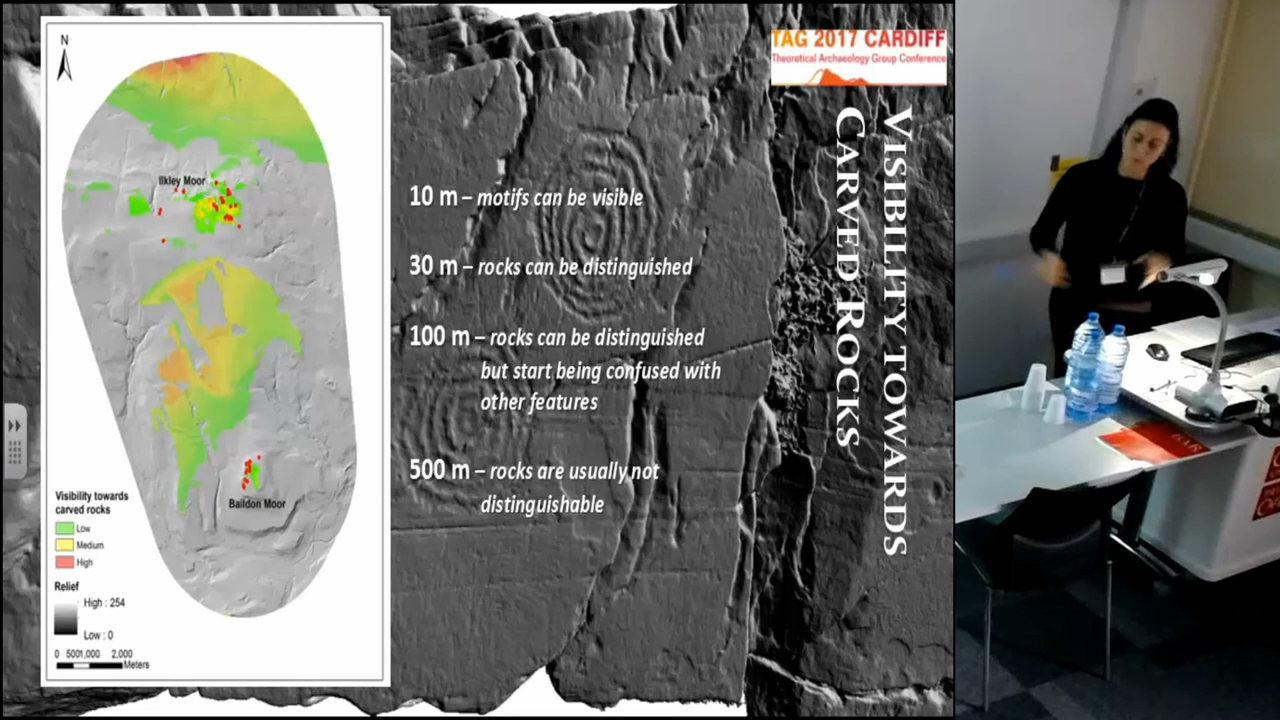 N
Ilkley Moor
Baildon Moor
Visibility towards
carved rocks
Low
Medium
High
Relief
High : 254
Low : 0
0 5001,000 2,000
Meters
10 m – motifs can be visible
30 m – rocks can be distinguished
100 m – rocks can be distinguished
but start being confused with
other features
500 m – rocks are usually not
distinguishable
TAG 2017 CARDIFF
Theoretical Archaeology Group Conference
VISIBILITY TOWARDS
CARVED ROCKS